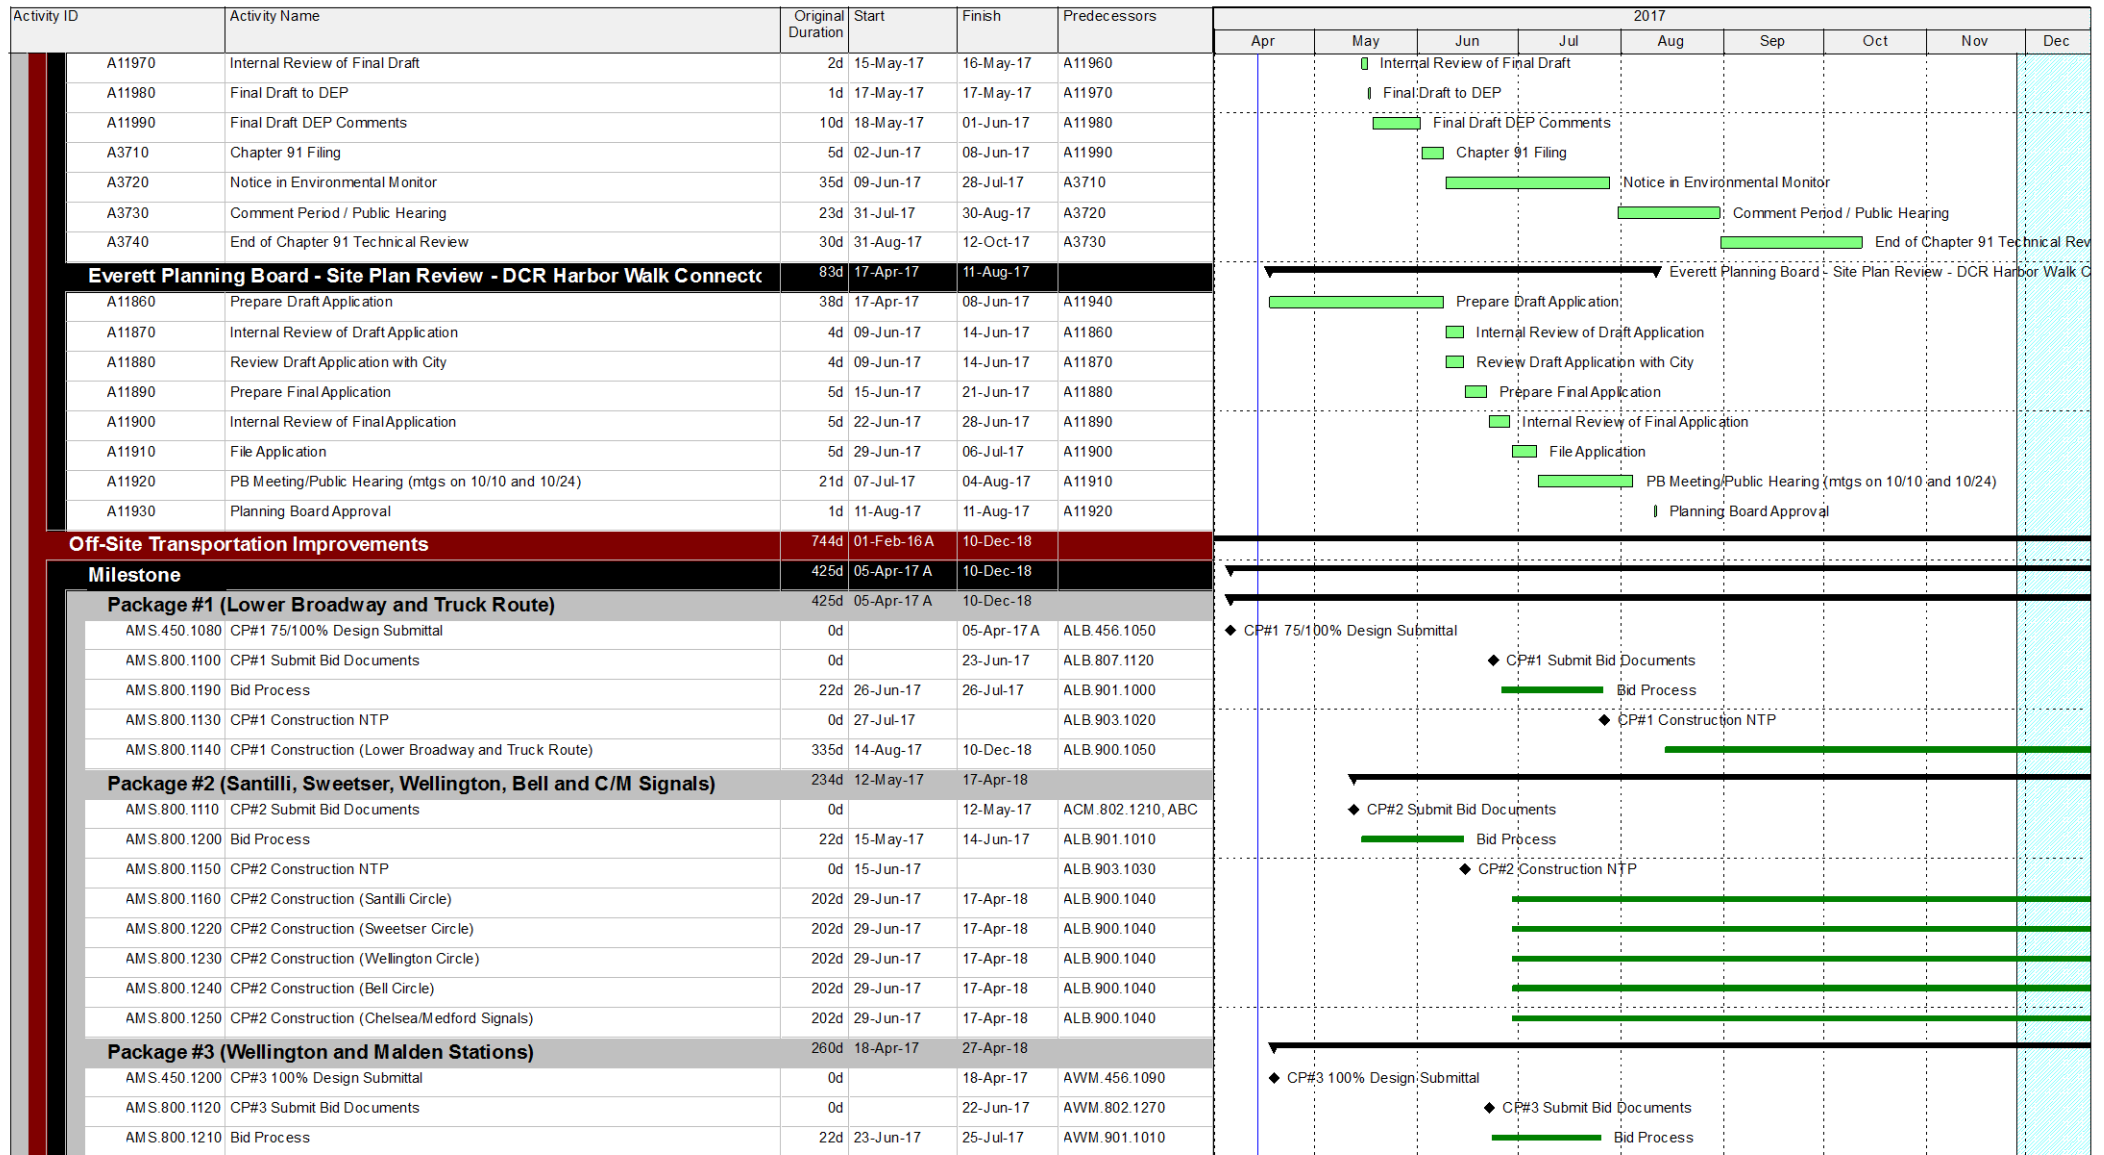 Activity ID Activity Name Original Duration Start Finish Predecessors 2017
Apr May Jun Jul Aug Sep Oct Nov Dec
A11970 Internal Review of Final Draft 2d 15-May-17 16-May-17 A11960 Internal Review of Final Draft
A11980 Final Draft to DEP 1d 17-May-17 17-May-17 A11970 Final Draft to DEP
A11990 Final Draft DEP Comments 10d 18-May-17 01-Jun-17 A11980 Final Draft DEP Comments
A3710 Chapter 91 Filing 5d 02-Jun-17 08-Jun-17 A11990 Chapter 91 Filing
A3720 Notice in Environmental Monitor 35d 09-Jun-17 28-Jul-17 A3710 Notice in Environmental Monitor
A3730 Comment Period / Public Hearing 23d 31-Jul-17 30-Aug-17 A3720 Comment Period / Public Hearing
A3740 End of Chapter 91 Technical Review 30d 31-Aug-17 12-Oct-17 A3730 End of Chapter 91 Technical Rev
Everett Planning Board - Site Plan Review - DCR Harbor Walk Connecto 83d 17-Apr-17 11-Aug-17 Everett Planning Board - Site Plan Review - DCR Harbor Walk C
A11860 Prepare Draft Application 38d 17-Apr-17 08-Jun-17 A11940 Prepare Draft Application
A11870 Internal Review of Draft Application 4d 09-Jun-17 14-Jun-17 A11860 Internal Review of Draft Application
A11880 Review Draft Application with City 4d 09-Jun-17 14-Jun-17 A11870 Review Draft Application with City
A11890 Prepare Final Application 5d 15-Jun-17 21-Jun-17 A11880 Prepare Final Application
A11900 Internal Review of Final Application 5d 22-Jun-17 28-Jun-17 A11890 Internal Review of Final Application
A11910 File Application 5d 29-Jun-17 06-Jul-17 A11900 File Application
A11920 PB Meeting/Public Hearing (mtgs on 10/10 and 10/24) 21d 07-Jul-17 04-Aug-17 A11910 PB Meeting/Public Hearing (mtgs on 10/10 and 10/24)
A11930 Planning Board Approval 1d 11-Aug-17 11-Aug-17 A11920 Planning Board Approval
Off-Site Transportation Improvements 744d 01-Feb-16 A 10-Dec-18
Milestone 425d 05-Apr-17 A 10-Dec-18
Package #1 (Lower Broadway and Truck Route) 425d 05-Apr-17 A 10-Dec-18
AMS.450.1080 CP#1 75/100% Design Submittal 0d 05-Apr-17 A ALB.456.1050 CP#1 75/100% Design Submittal
AMS.800.1100 CP#1 Submit Bid Documents 0d 23-Jun-17 ALB.807.1120 CP#1 Submit Bid Documents
AMS.800.1190 Bid Process 22d 26-Jun-17 26-Jul-17 ALB.901.1000 Bid Process
AMS.800.1130 CP#1 Construction NTP 0d 27-Jul-17 ALB.903.1020 CP#1 Construction NTP
AMS.800.1140 CP#1 Construction (Lower Broadway and Truck Route) 335d 14-Aug-17 10-Dec-18 ALB.900.1050
Package #2 (Santilli, Sweetser, Wellington, Bell and C/M Signals) 234d 12-May-17 17-Apr-18
AMS.800.1110 CP#2 Submit Bid Documents 0d 12-May-17 ACM.802.1210, ABC CP#2 Submit Bid Documents
AMS.800.1200 Bid Process 22d 15-May-17 14-Jun-17 ALB.901.1010 Bid Process
AMS.800.1150 CP#2 Construction NTP 0d 15-Jun-17 ALB.903.1030 CP#2 Construction NTP
AMS.800.1160 CP#2 Construction (Santilli Circle) 202d 29-Jun-17 17-Apr-18 ALB.900.1040
AMS.800.1220 CP#2 Construction (Sweetser Circle) 202d 29-Jun-17 17-Apr-18 ALB.900.1040
AMS.800.1230 CP#2 Construction (Wellington Circle) 202d 29-Jun-17 17-Apr-18 ALB.900.1040
AMS.800.1240 CP#2 Construction (Bell Circle) 202d 29-Jun-17 17-Apr-18 ALB.900.1040
AMS.800.1250 CP#2 Construction (Chelsea/Medford Signals) 202d 29-Jun-17 17-Apr-18 ALB.900.1040
Package #3 (Wellington and Malden Stations) 260d 18-Apr-17 27-Apr-18
AMS.450.1200 CP#3 100% Design Submittal 0d 18-Apr-17 AWM.456.1090 CP#3 100% Design Submittal
AMS.800.1120 CP#3 Submit Bid Documents 0d 22-Jun-17 AWM.802.1270 CP#3 Submit Bid Documents
AMS.800.1210 Bid Process 22d 23-Jun-17 25-Jul-17 AWM.901.1010 Bid Process